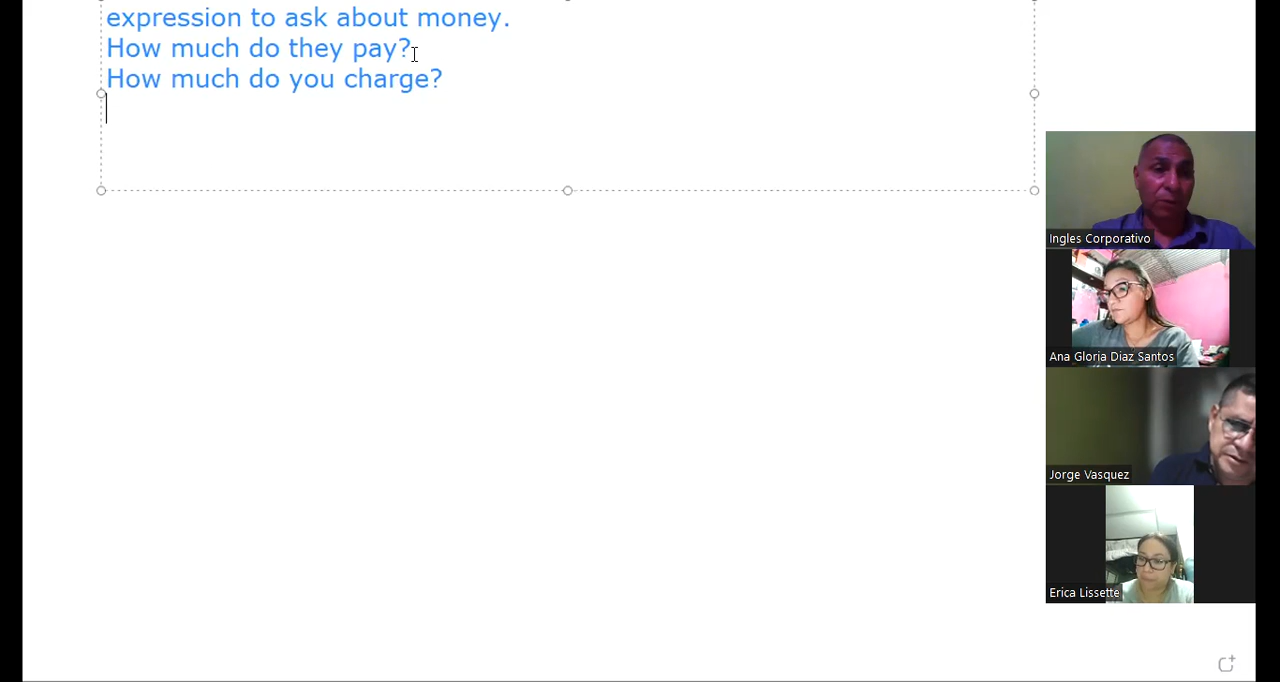 expression to ask about money.
How much do they pay?
How much do you charge?
Ingles Corporativo
Ana Gloria Diaz Santos
Jorge Vasquez
Erica Lissette